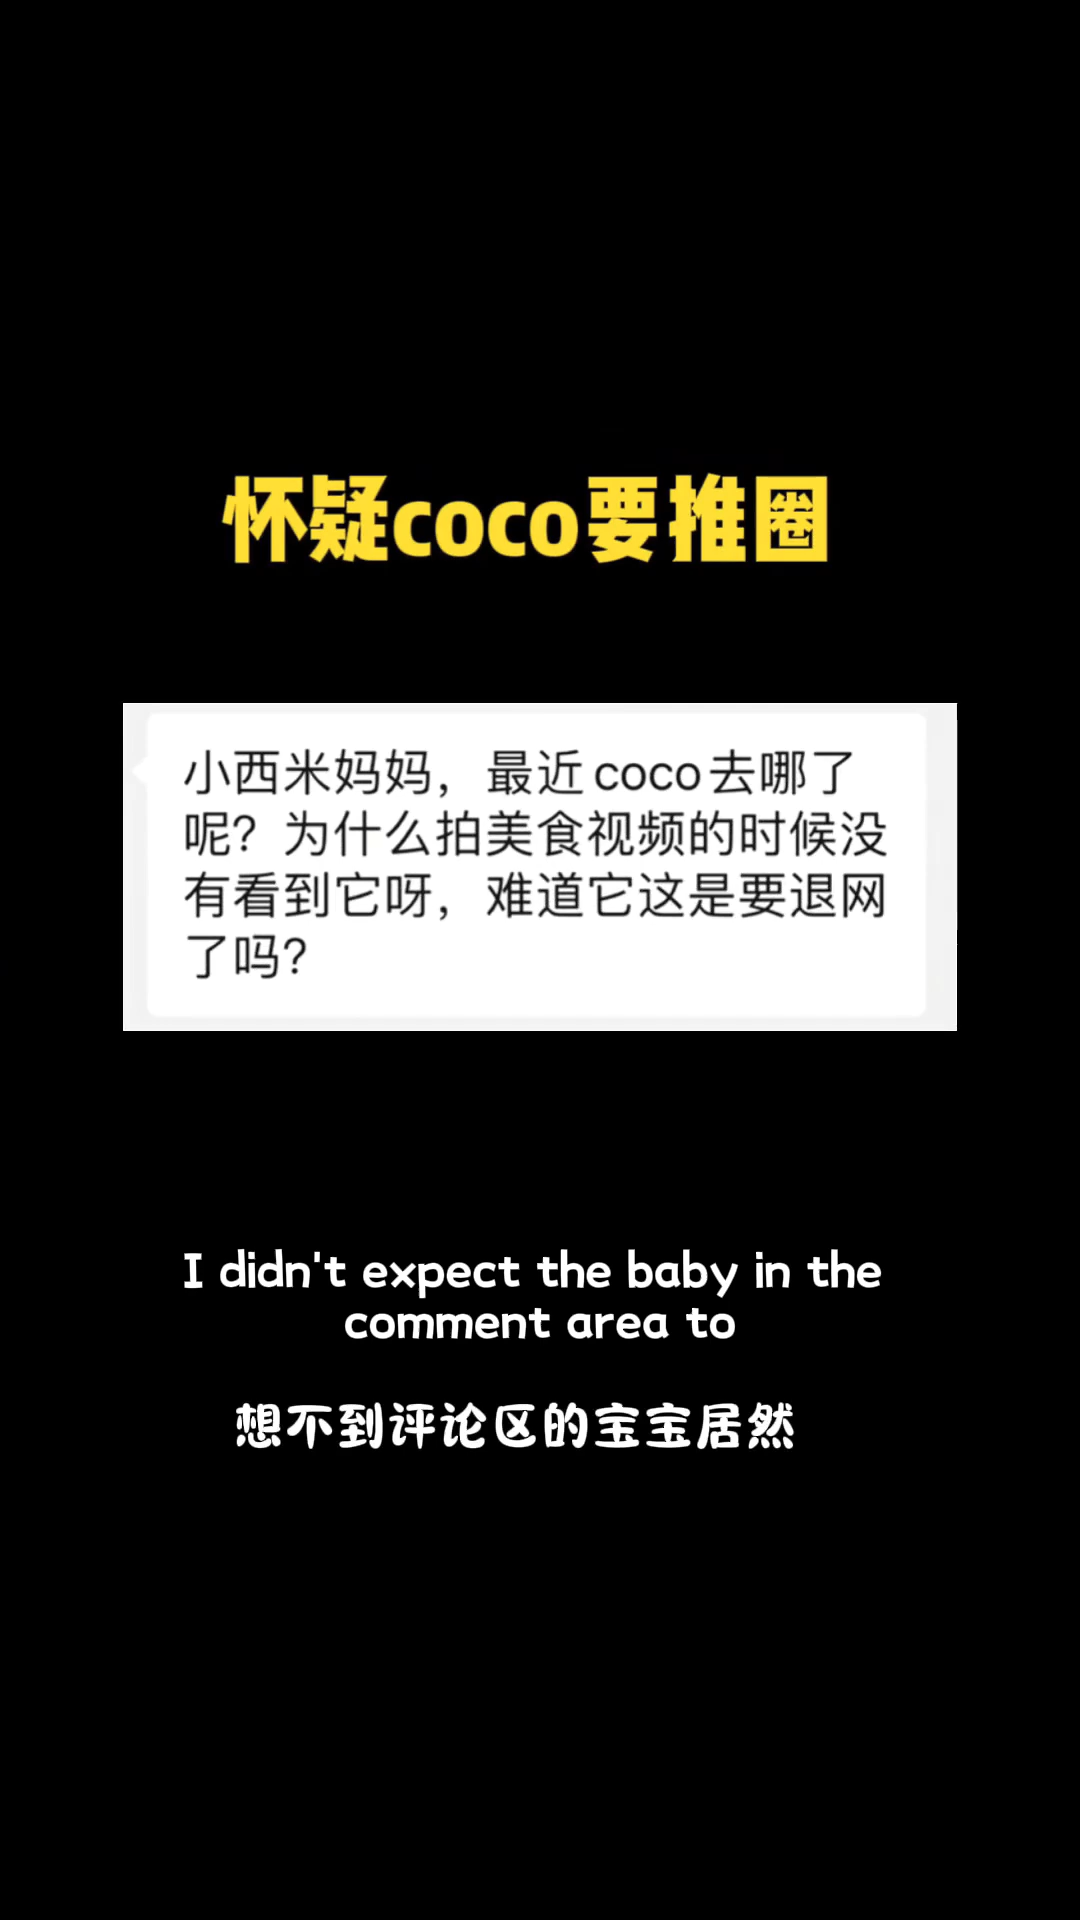 怀疑coco要推圈
小西米妈妈，最近coco去哪了
呢？为什么拍美食视频的时候没
有看到它呀，难道它这是要退网
了吗？
I didn't expect the baby in the
comment area to
想不到评论区的宝宝居然